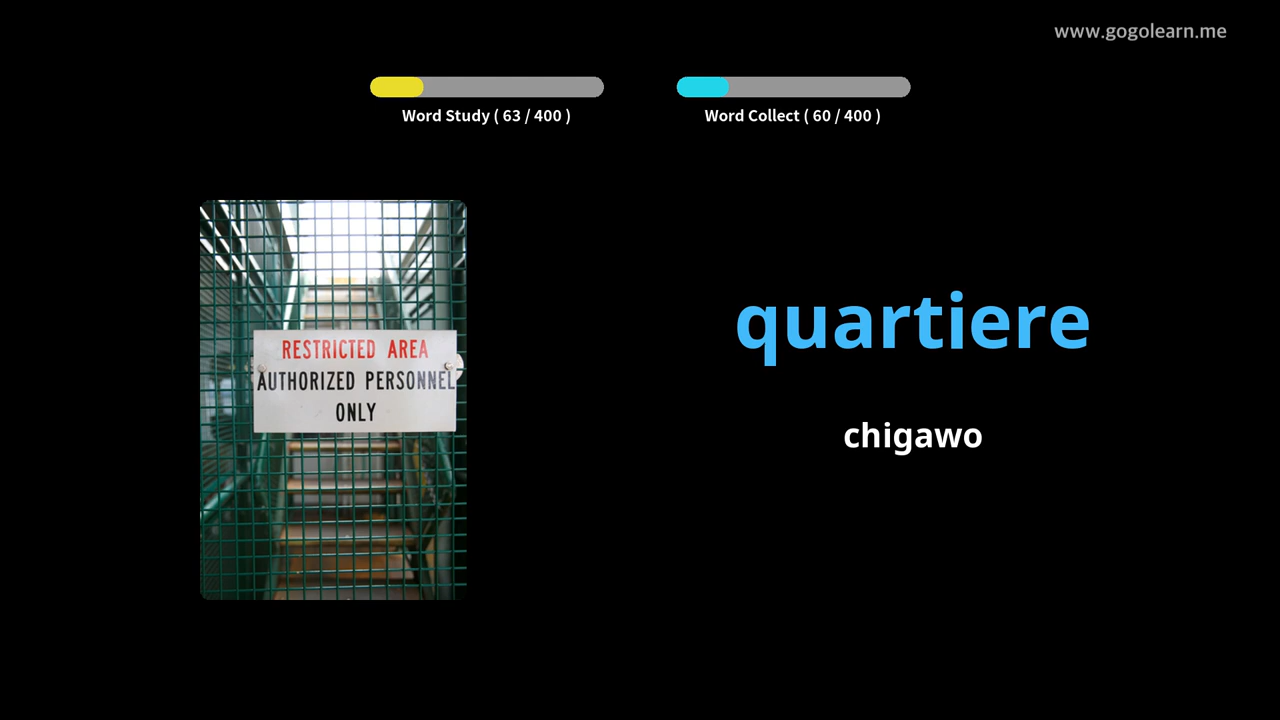 www.gogolearn.me
Word Study ( 63 / 400 )
Word Collect ( 60 / 400 )
RESTRICTED AREA
AUTHORIZED PERSONNEL
ONLY
quartiere
chigawo